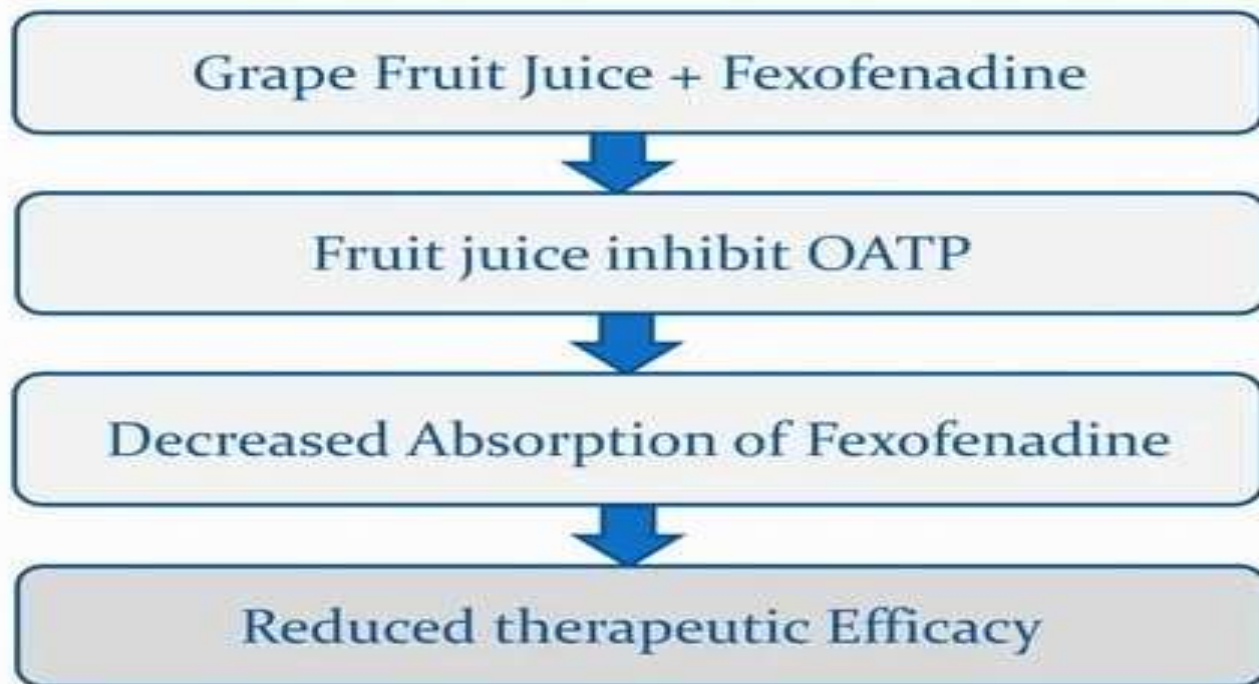 Grape Fruit Juice + Fexofenadine
Fruit juice inhibit OATP
Decreased Absorption of Fexofenadine
Reduced therapeutic Efficacy